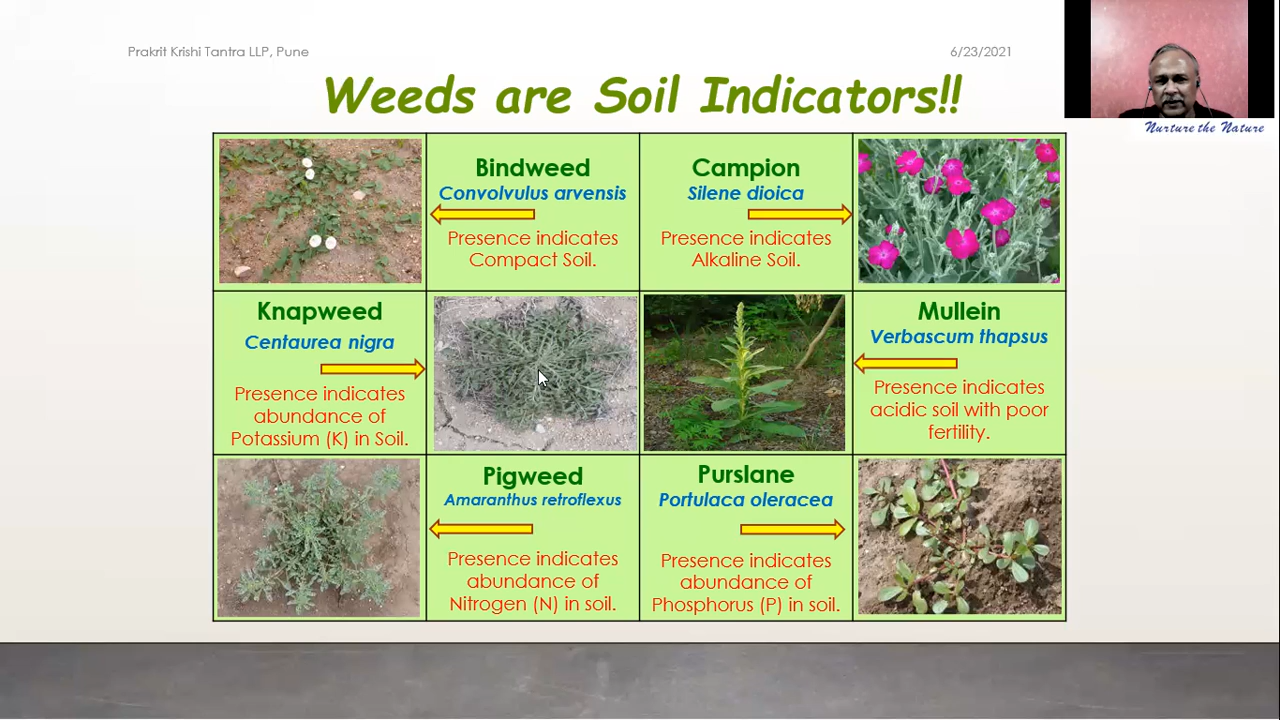 Prakrit Krishi Tantra LLP, Pune
6/23/2021
Weeds are Soil Indicators!!
Nurture the Nature
Bindweed
Convolvulus arvensis
Presence indicates
Compact Soil.
Campion
Silene dioica
Presence indicates
Alkaline Soil.
Knapweed
Centaurea nigra
Presence indicates
abundance of
Potassium (K) in Soil.
Mullein
Verbascum thapsus
Presence indicates
acidic soil with poor
fertility.
Pigweed
Amaranthus retroflexus
Presence indicates
abundance of
Nitrogen (N) in soil.
Purslane
Portulaca oleracea
Presence indicates
abundance of
Phosphorus (P) in soil.